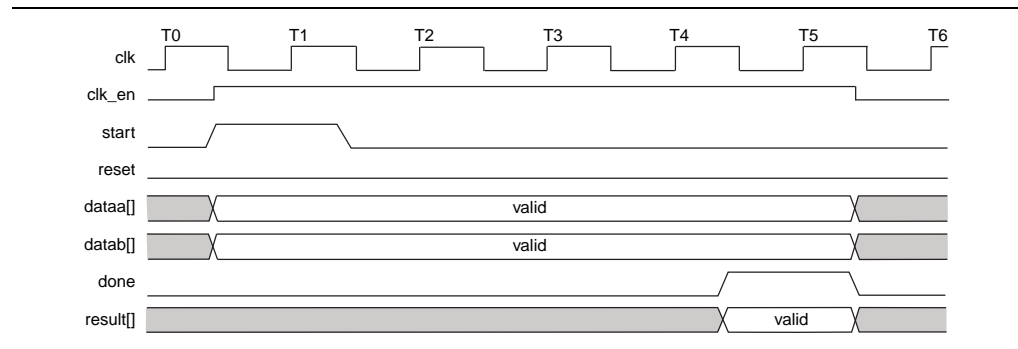 T0 T1 T2 T3 T4 T5 T6
clk
clk_en
start
reset
dataa[] valid
datab[] valid
done
result[] valid